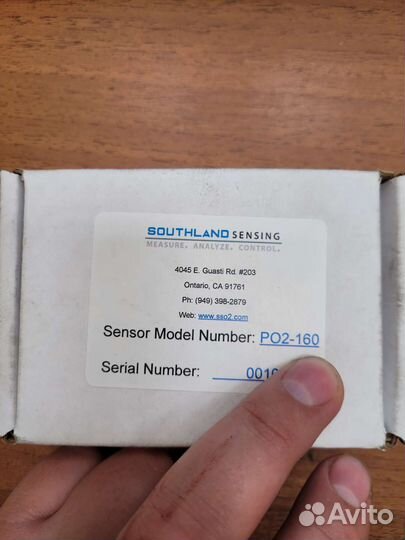 SOUTHLAND SENSING
MEASURE. ANALYZE. CONTROL.
4045 E. Guasti Rd. #203
Ontario, CA 91761
Ph: (949) 398-2879
Web: www.sso2.com
Sensor Model Number: PO2-160
Serial Number:
Avito